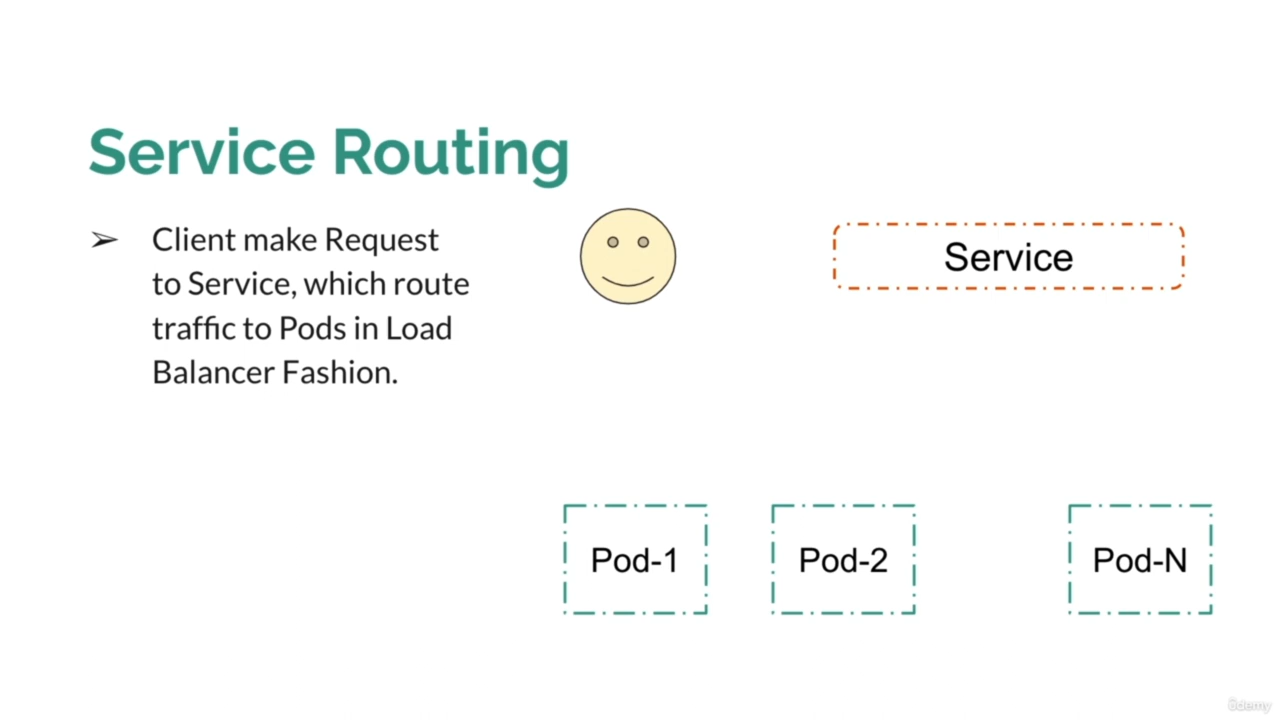 Service Routing
➢ Client make Request
to Service, which route
traffic to Pods in Load
Balancer Fashion.
Service
Pod-1
Pod-2
Pod-N
ûdemy